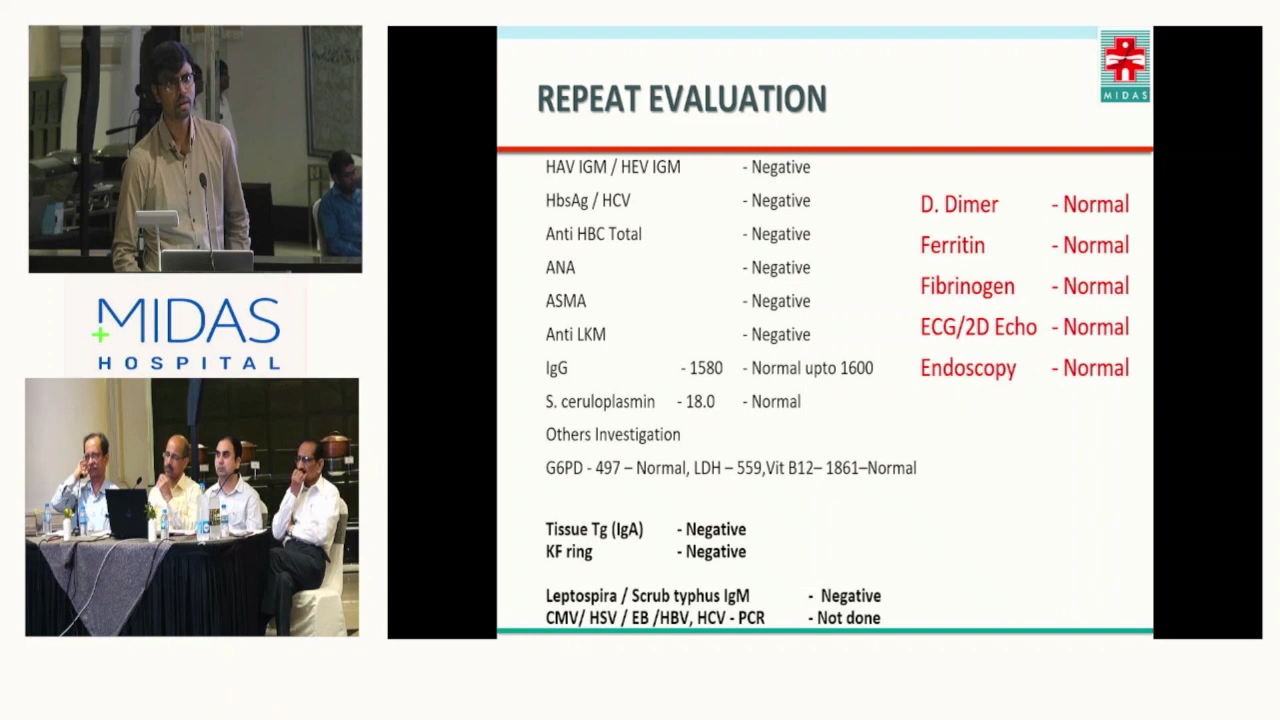 MIDAS
HOSPITAL
MIDAS
REPEAT EVALUATION
HAV IGM / HEV IGM - Negative
HbsAg / HCV - Negative
Anti HBC Total - Negative
ANA - Negative
ASMA - Negative
Anti LKM - Negative
IgG - 1580 - Normal upto 1600
S. ceruloplasmin - 18.0 - Normal
Others Investigation
G6PD - 497 – Normal, LDH – 559,Vit B12– 1861–Normal
Tissue Tg (IgA) - Negative
KF ring - Negative
Leptospira / Scrub typhus IgM - Negative
CMV/ HSV / EB /HBV, HCV - PCR - Not done
D. Dimer - Normal
Ferritin - Normal
Fibrinogen - Normal
ECG/2D Echo - Normal
Endoscopy - Normal